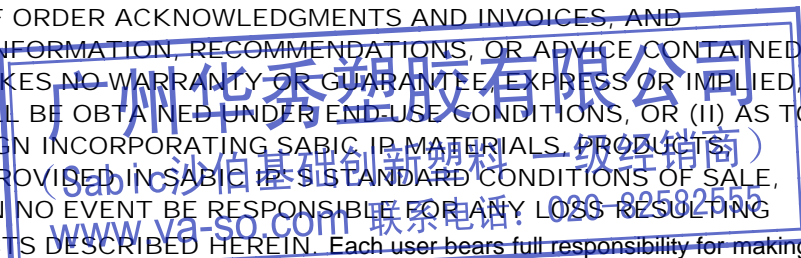 F ORDER ACKNOWLEDGMENTS AND INVOICES, AND
NFORMATION, RECOMMENDATIONS, OR ADVICE CONTAINED
KES NO WARRANTY OR GUARANTEE, EXPRESS OR IMPLIED,
LL BE OBTAINED UNDER END-USE CONDITIONS, OR (II) AS TO
GN INCORPORATING SABIC IP MATERIALS, PRODUCTS,
ROVIDED IN SABIC IP'S STANDARD CONDITIONS OF SALE,
N NO EVENT BE RESPONSIBLE FOR ANY LOSS RESULTING
TS DESCRIBED HEREIN. Each user bears full responsibility for making
广州华秀塑胶有限公司
（Sabic沙伯基础创新塑料 一级经销商）
www.va-so.com 联系电话：020-82582555